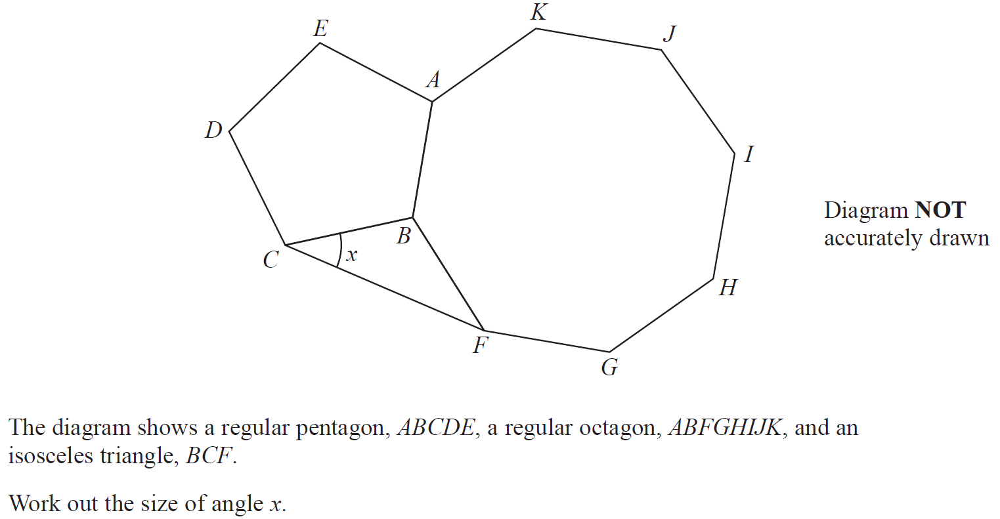 K
E
J
A
D
I
B
x
C
Diagram NOT
accurately drawn
H
F
G
The diagram shows a regular pentagon, ABCDE, a regular octagon, ABFGHIJK, and an
isosceles triangle, BCF.
Work out the size of angle x.